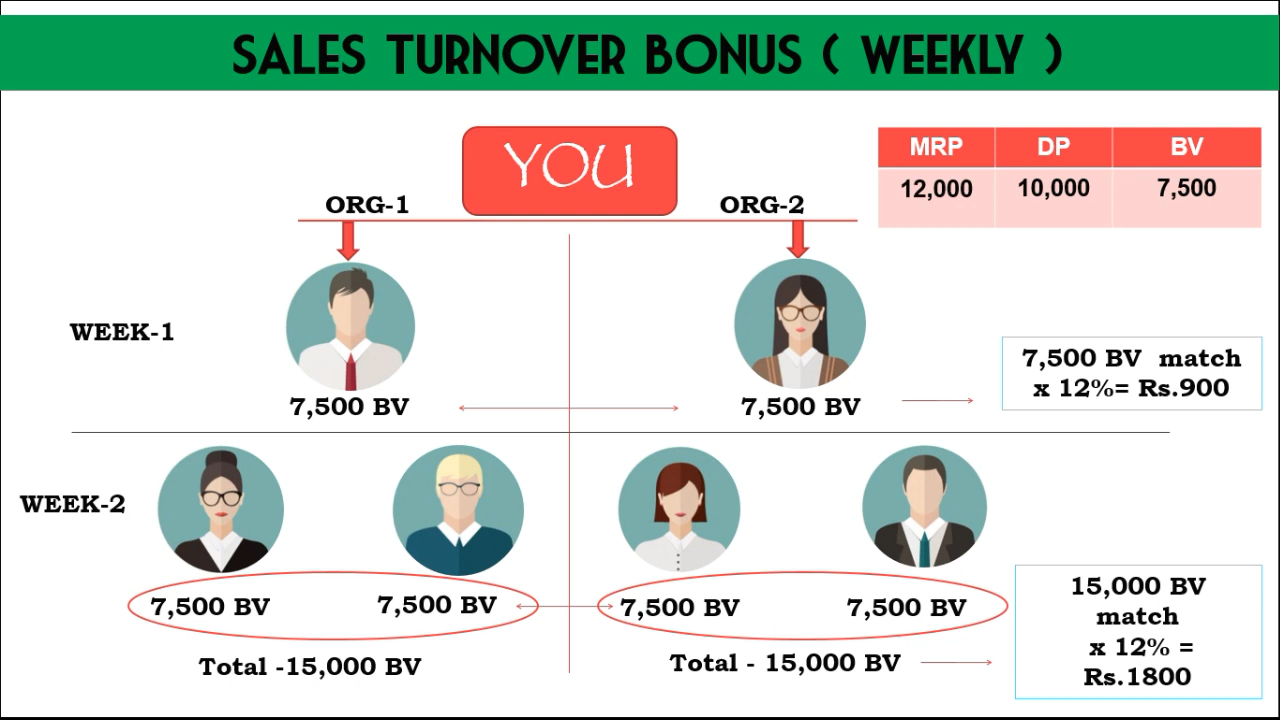 SALES TURNOVER BONUS ( WEEKLY )
YOU
ORG-1
ORG-2
MRP DP BV
12,000 10,000 7,500
WEEK-1
7,500 BV
7,500 BV
7,500 BV match
x 12%= Rs.900
WEEK-2
7,500 BV
7,500 BV
7,500 BV
7,500 BV
Total -15,000 BV
Total - 15,000 BV
15,000 BV
match
x 12% =
Rs.1800